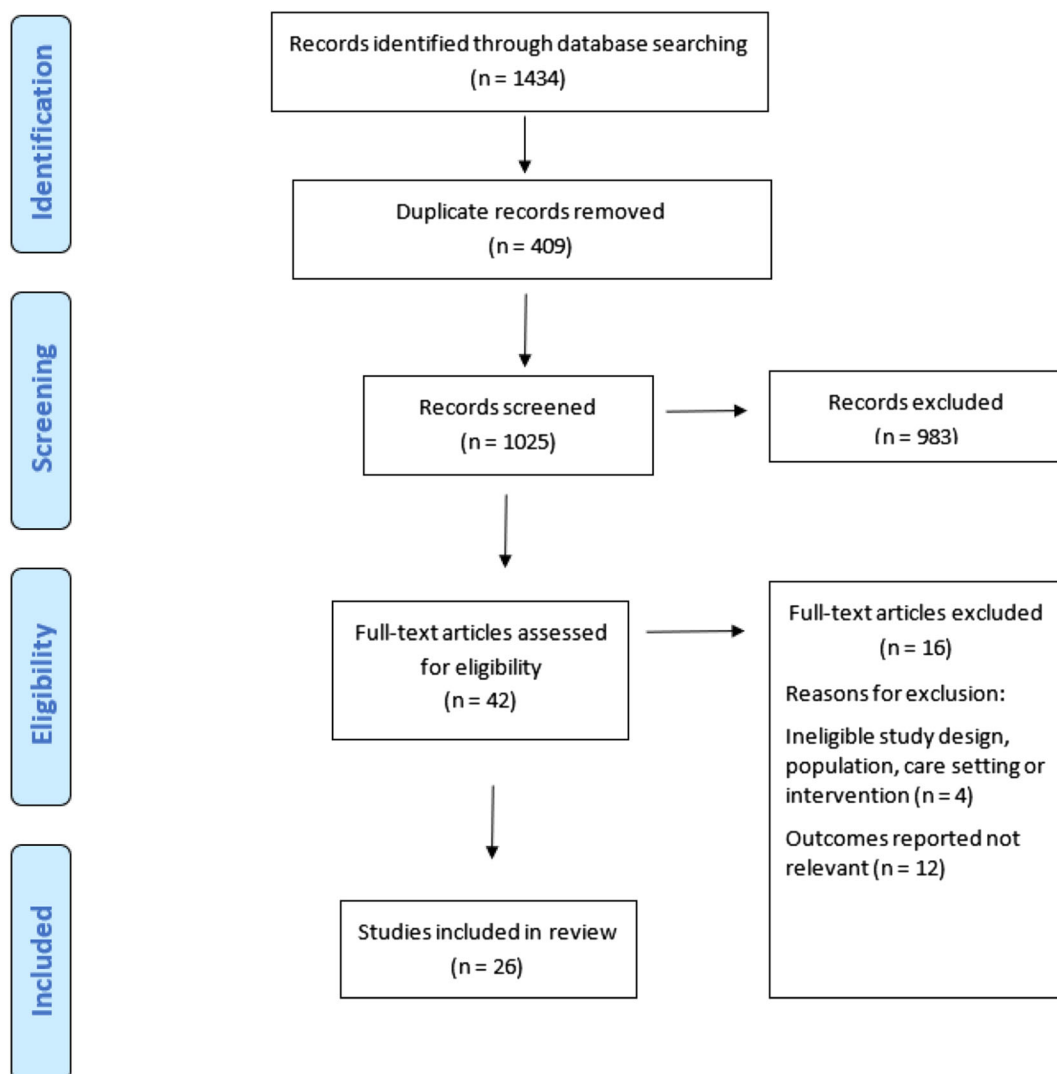 Identification
Records identified through database searching
(n = 1434)
Duplicate records removed
(n = 409)
Screening
Records screened
(n = 1025)
Records excluded
(n = 983)
Eligibility
Full-text articles assessed
for eligibility
(n = 42)
Full-text articles excluded
(n = 16)
Reasons for exclusion:
Ineligible study design,
population, care setting or
intervention (n = 4)
Outcomes reported not
relevant (n = 12)
Included
Studies included in review
(n = 26)